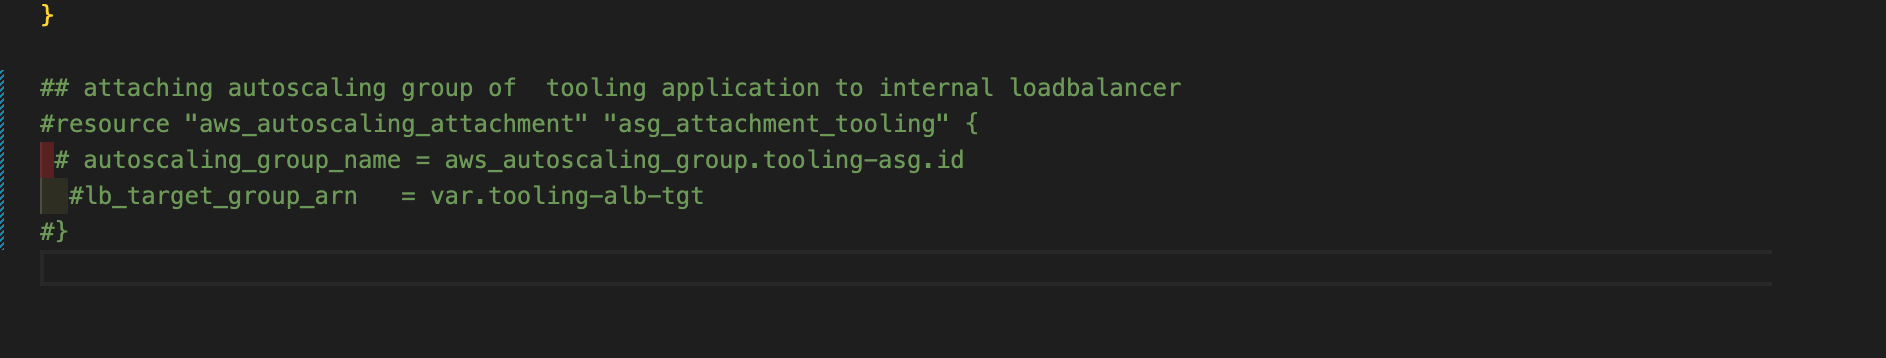 }
## attaching autoscaling group of  tooling application to internal loadbalancer
#resource "aws_autoscaling_attachment" "asg_attachment_tooling" {
 # autoscaling_group_name = aws_autoscaling_group.tooling-asg.id
  #lb_target_group_arn   = var.tooling-alb-tgt
#}